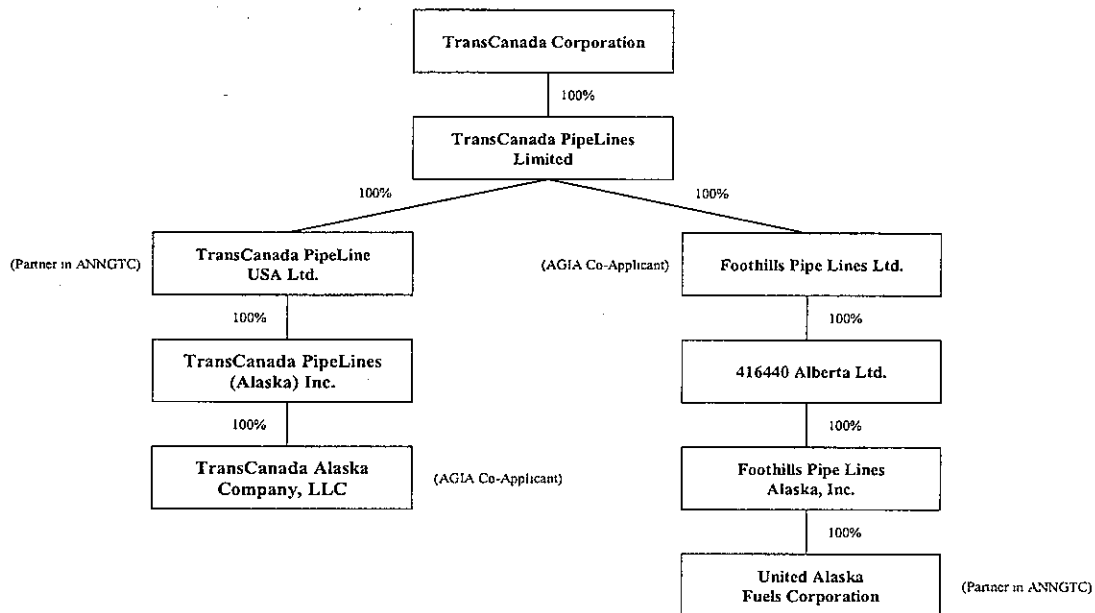 TransCanada Corporation
100%
TransCanada PipeLines
Limited
100%
100%
(Partner in ANNGTC)
TransCanada PipeLine
USA Ltd.
(AGIA Co-Applicant)
Foothills Pipe Lines Ltd.
100%
100%
TransCanada PipeLines
(Alaska) Inc.
416440 Alberta Ltd.
100%
100%
TransCanada Alaska
Company, LLC
(AGIA Co-Applicant)
Foothills Pipe Lines
Alaska, Inc.
100%
United Alaska
Fuels Corporation
(Partner in ANNGTC)